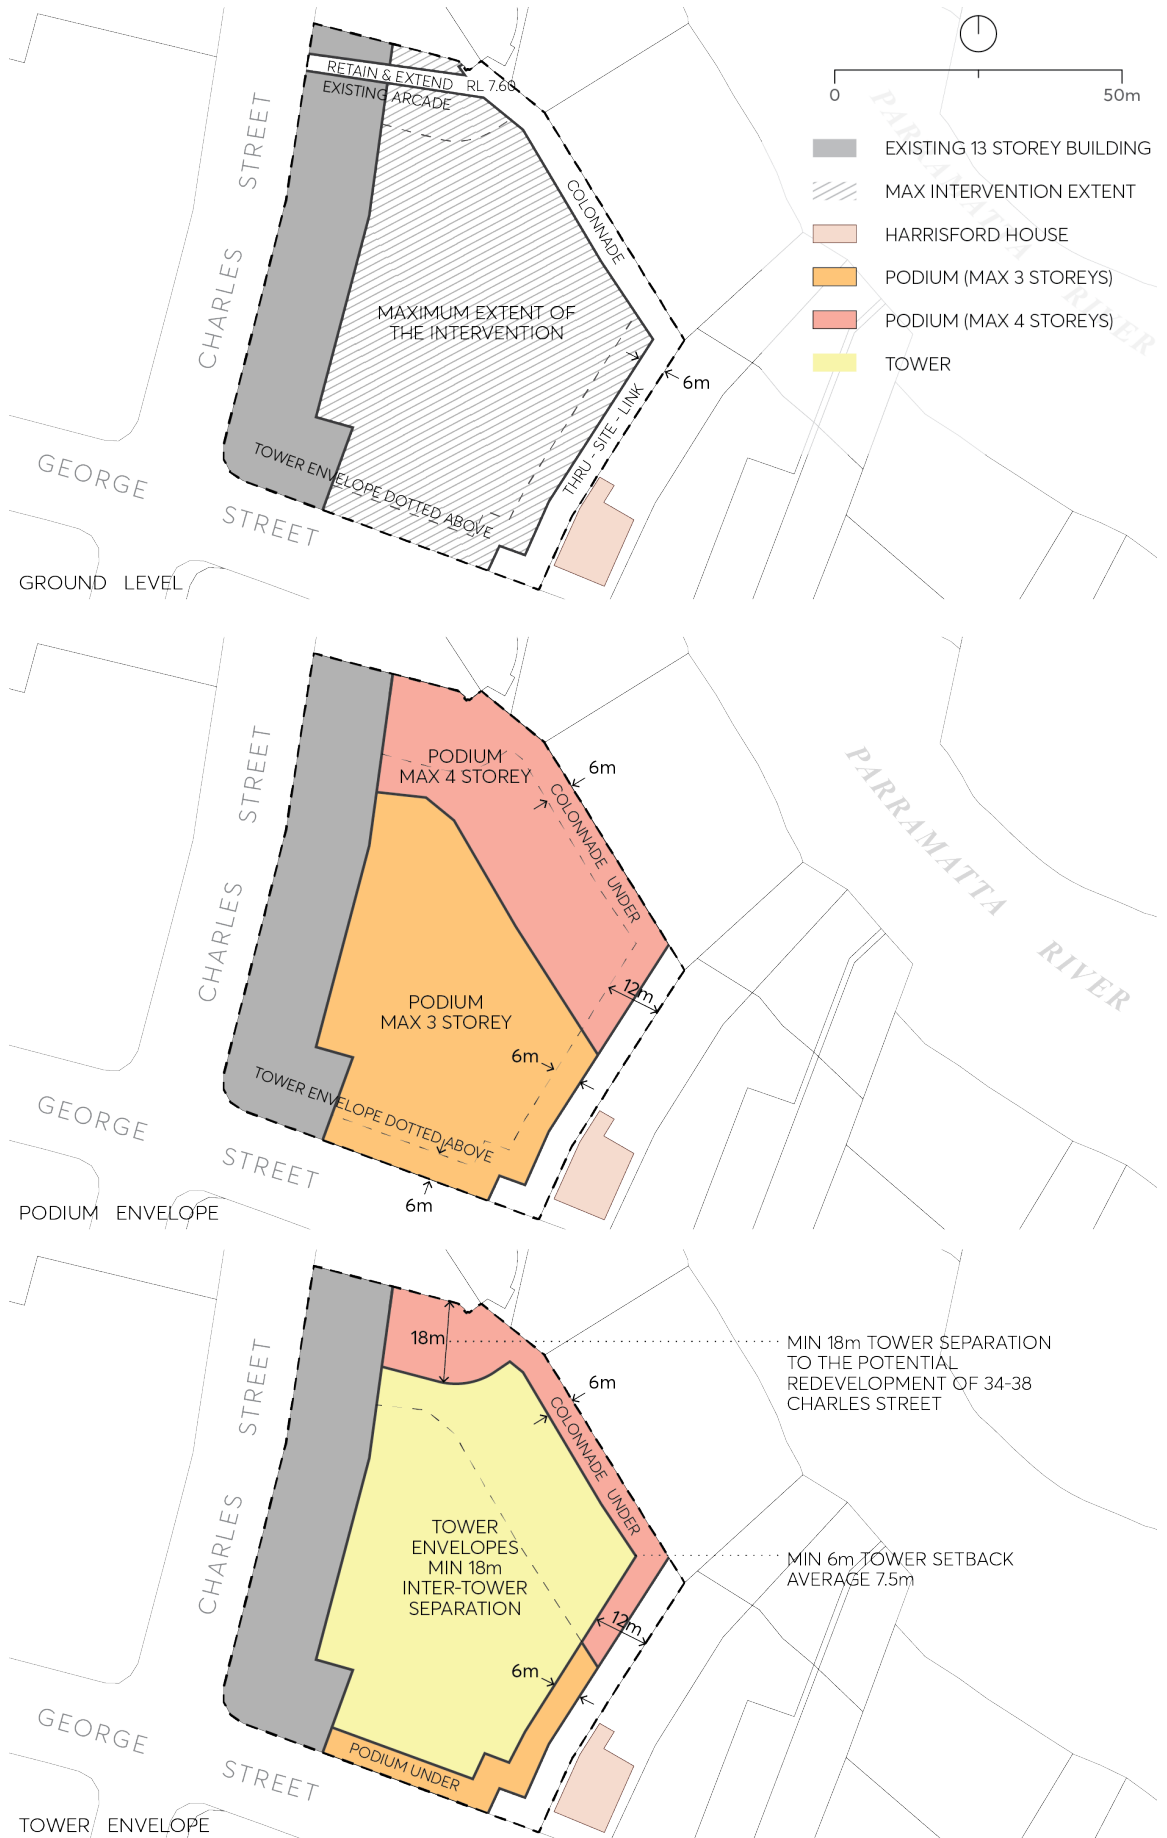 RETAIN & EXTEND
EXISTING ARCADE
RL 7.60
COLONNADE
MAXIMUM EXTENT OF
THE INTERVENTION
6m
THRU - SITE - LINK
TOWER ENVELOPE DOTTED ABOVE
CHARLES STREET
GEORGE STREET
GROUND LEVEL
0
50m
PARRAMATTA RIVER
EXISTING 13 STOREY BUILDING
MAX INTERVENTION EXTENT
HARRISFORD HOUSE
PODIUM (MAX 3 STOREYS)
PODIUM (MAX 4 STOREYS)
TOWER
PODIUM
MAX 4 STOREY
6m
COLONNADE UNDER
12m
PODIUM
MAX 3 STOREY
6m
TOWER ENVELOPE DOTTED ABOVE
6m
CHARLES STREET
GEORGE STREET
PARRAMATTA RIVER
PODIUM ENVELOPE
18m
MIN 18m TOWER SEPARATION
TO THE POTENTIAL
REDEVELOPMENT OF 34-38
CHARLES STREET
6m
COLONNADE UNDER
TOWER
ENVELOPES
MIN 18m
INTER-TOWER
SEPARATION
MIN 6m TOWER SETBACK
AVERAGE 7.5m
12m
6m
PODIUM UNDER
CHARLES STREET
GEORGE STREET
TOWER ENVELOPE